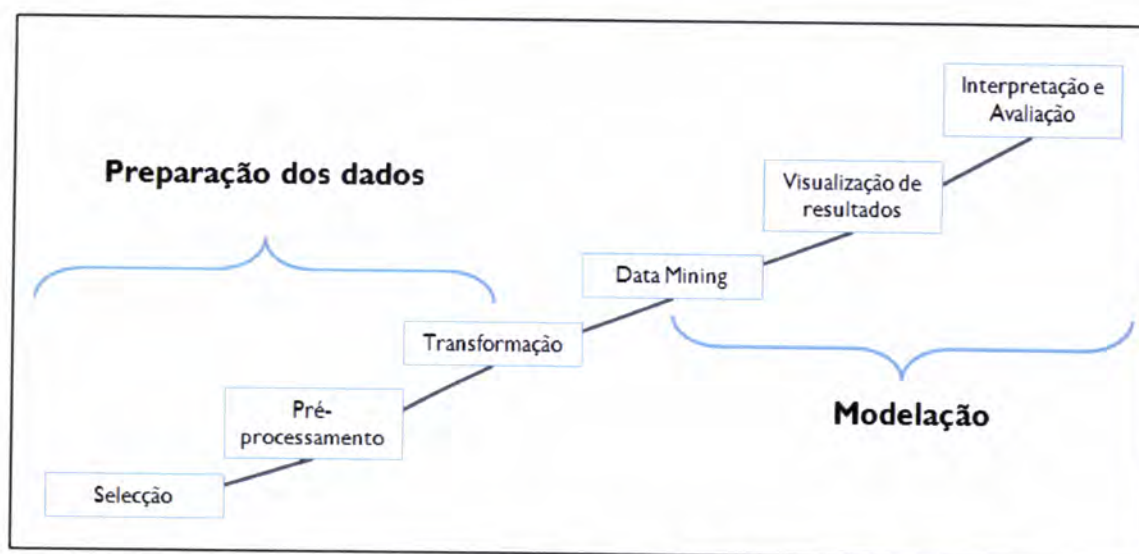 Interpretação e
Avaliação
Preparação dos dados
Visualização de
resultados
Data Mining
Transformação
Modelação
Pré-
processamento
Selecção